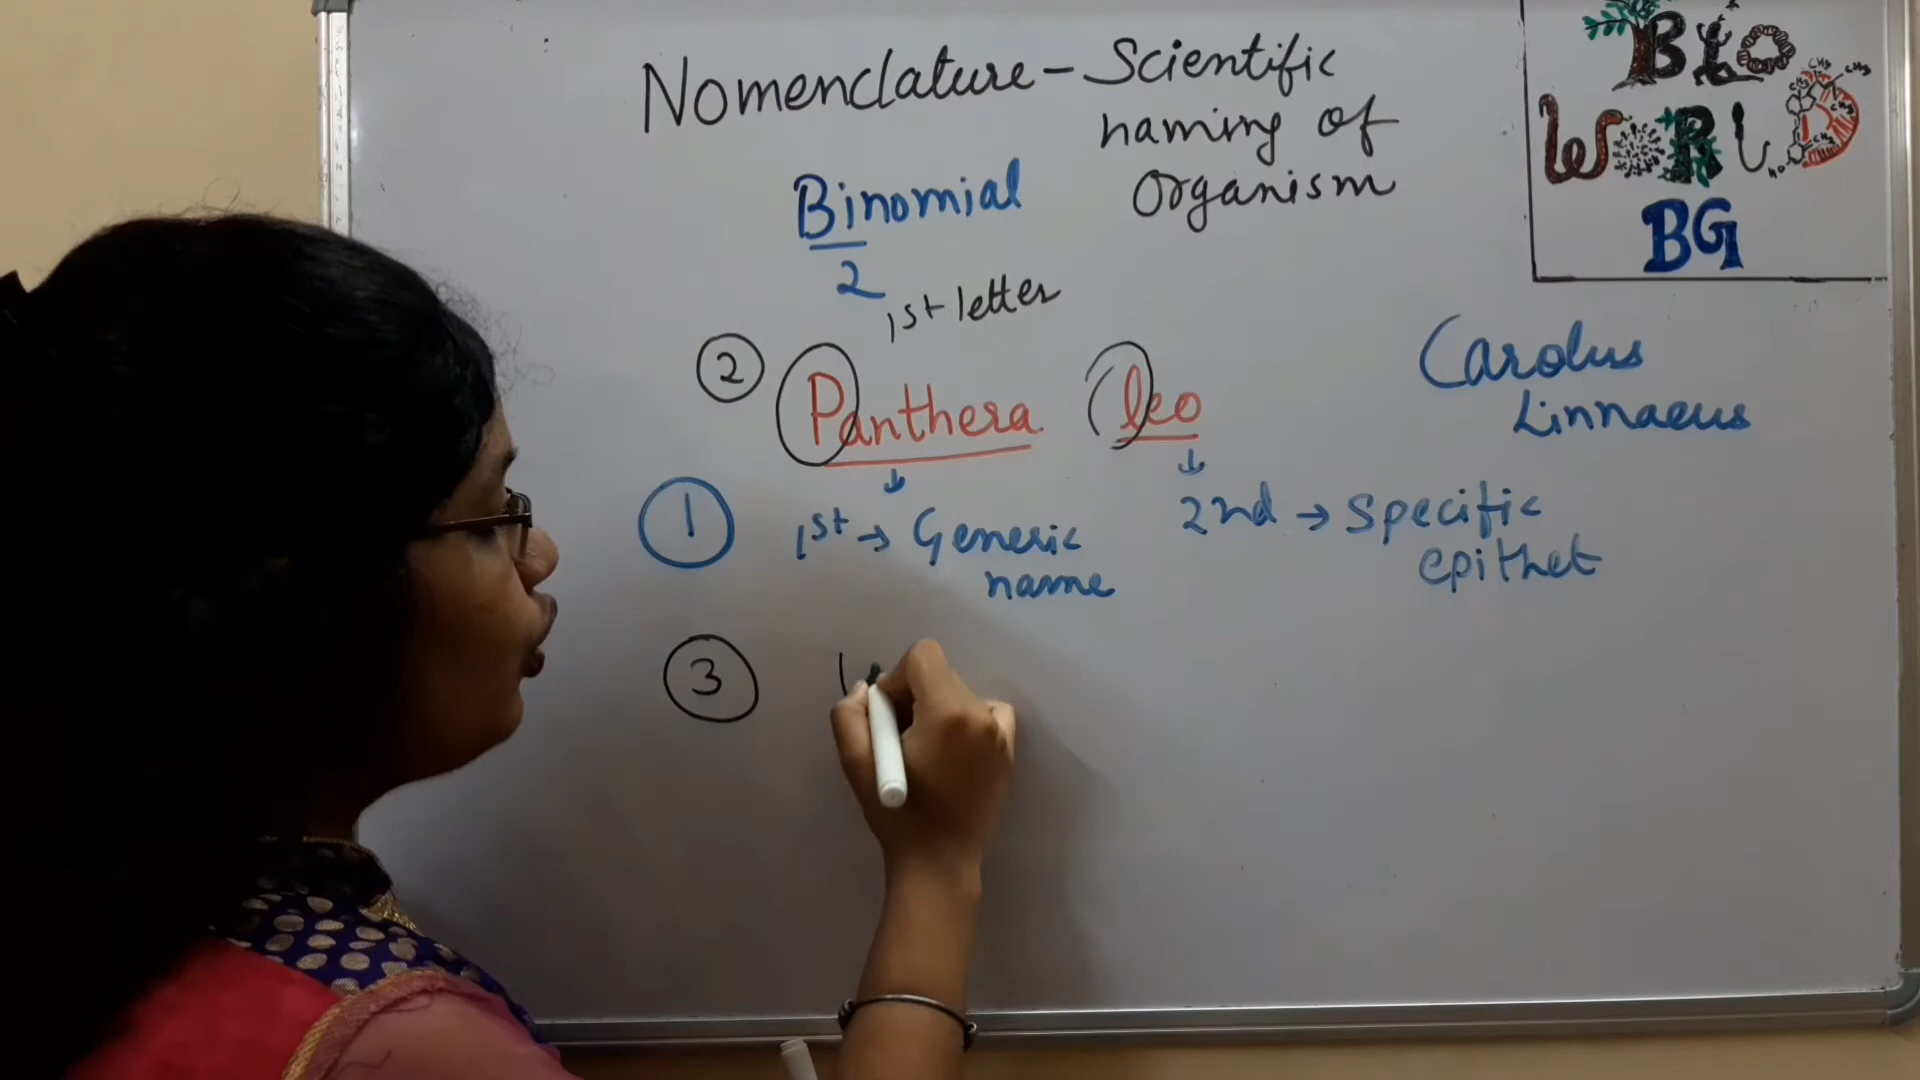 Nomenclature - Scientific
naming of
Organism
Binomial
2
1st letter
② Panthera leo
① 1st → Generic
name
2nd → Specific
epithet
③
Carolus
Linnaeus
BIO
WORLD
BG